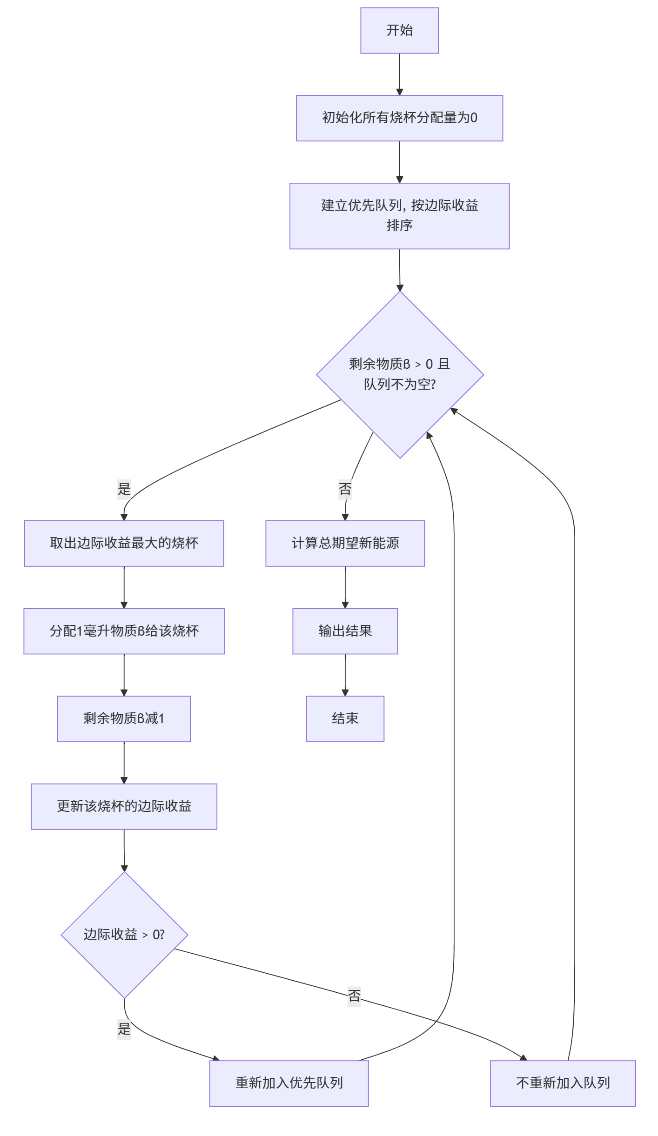 开始
初始化所有烧杯分配量为0
建立优先队列, 按边际收益
排序
剩余物质ß > 0 且
队列不为空?
是
否
取出边际收益最大的烧杯
计算总期望新能源
分配1毫升物质ß给该烧杯
输出结果
剩余物质ß减1
结束
更新该烧杯的边际收益
边际收益 > 0?
否
是
重新加入优先队列
不重新加入队列